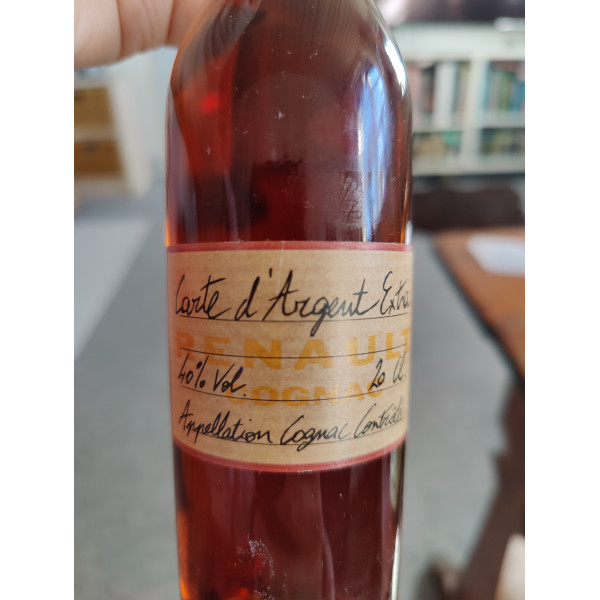 Carte d'Argent Extra
RENAULT
40% Vol. 20 Cl
COGNAC
Appellation Cognac Contrôlée